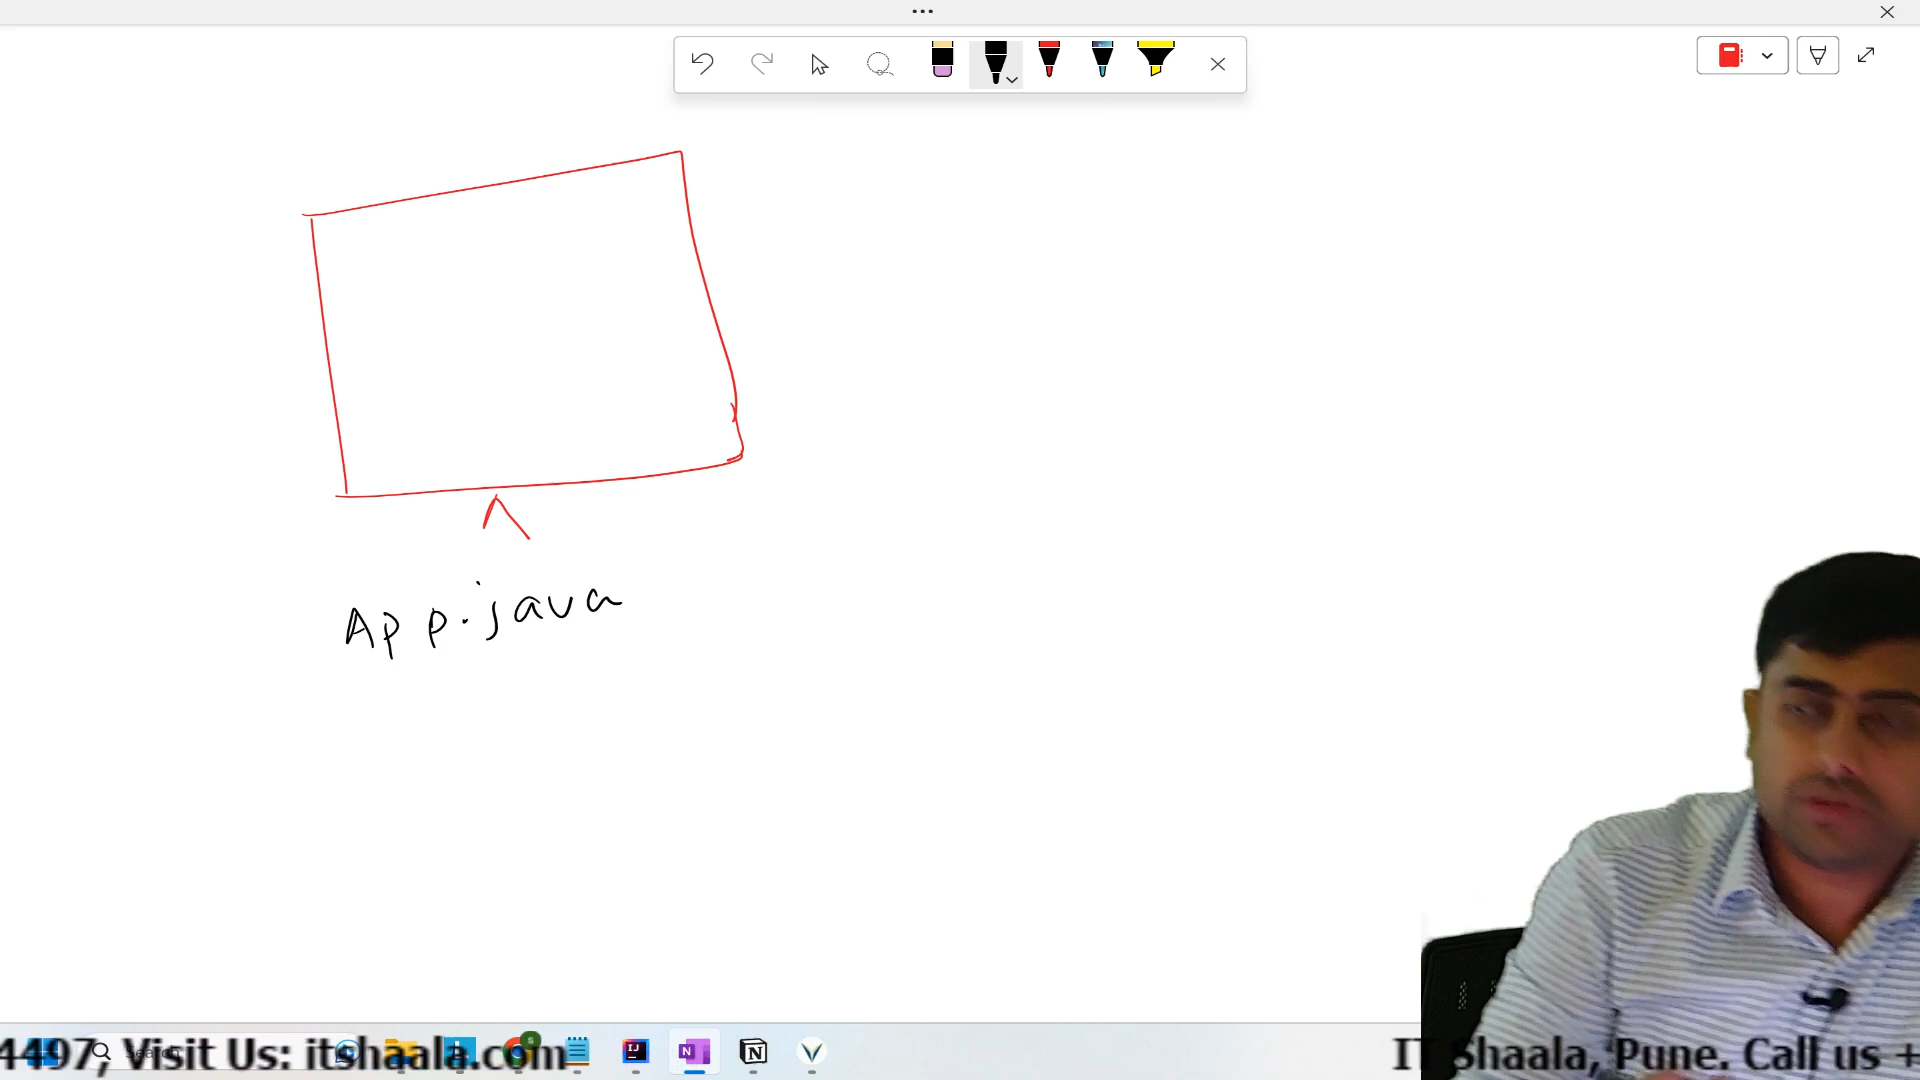 App.java
4497, Visit Us: itshaala.com
IT Shaala, Pune. Call us +